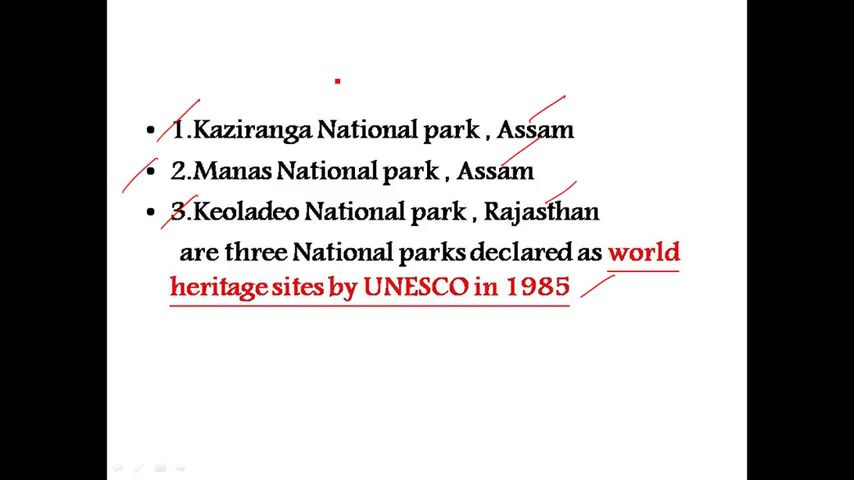 • 1.Kaziranga National park , Assam
• 2.Manas National park , Assam
• 3.Keoladeo National park , Rajasthan
are three National parks declared as world
heritage sites by UNESCO in 1985